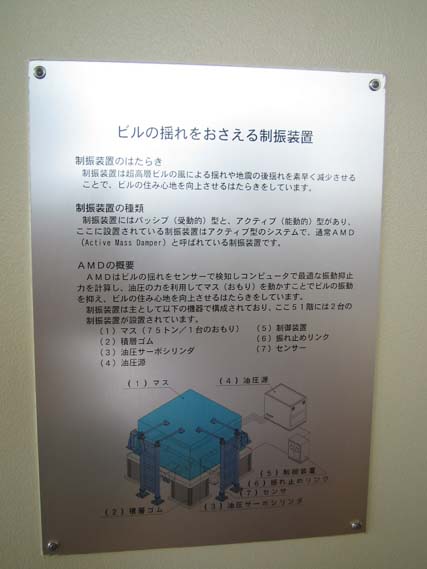 ビルの揺れをおさえる制振装置
制振装置のはたらき
制振装置は超高層ビルの風による揺れや地震の後揺れを素早く減少させる
ことで、ビルの住み心地を向上させるはたらきをしています。
制振装置の種類
制振装置にはパッシブ（受動的）型と、アクティブ（能動的）型があり、
ここに設置されている制振装置はアクティブ型のシステムで、通常ＡＭＤ
（Active Mass Damper）と呼ばれている制振装置です。
ＡＭＤの概要
ＡＭＤはビルの揺れをセンサーで検知しコンピュータで最適な振動抑止
力を計算し、油圧の力を利用してマス（おもり）を動かすことでビルの振動
を抑え、ビルの住み心地を向上させるはたらきをしています。
制振装置は主として以下の機器で構成されており、ここ５１階には２台の
制振装置が設置されています。
（１）マス（７５トン／１台のおもり）　（５）制御装置
（２）積層ゴム　（６）振れ止めリンク
（３）油圧サーボシリンダ　（７）センサー
（４）油圧源
（１）マス　（４）油圧源
（５）制御装置
（６）振れ止めリンク
（７）センサ
（２）積層ゴム　（３）油圧サーボシリンダ